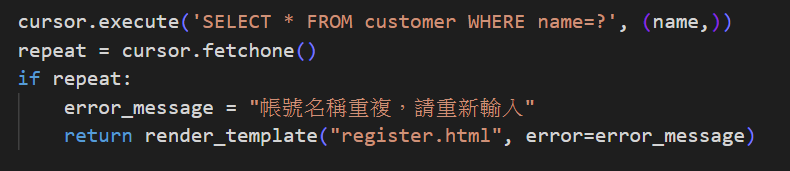 cursor.execute('SELECT * FROM customer WHERE name=?', (name,))
repeat = cursor.fetchone()
if repeat:
    error_message = "帳號名稱重複，請重新輸入"
    return render_template("register.html", error=error_message)